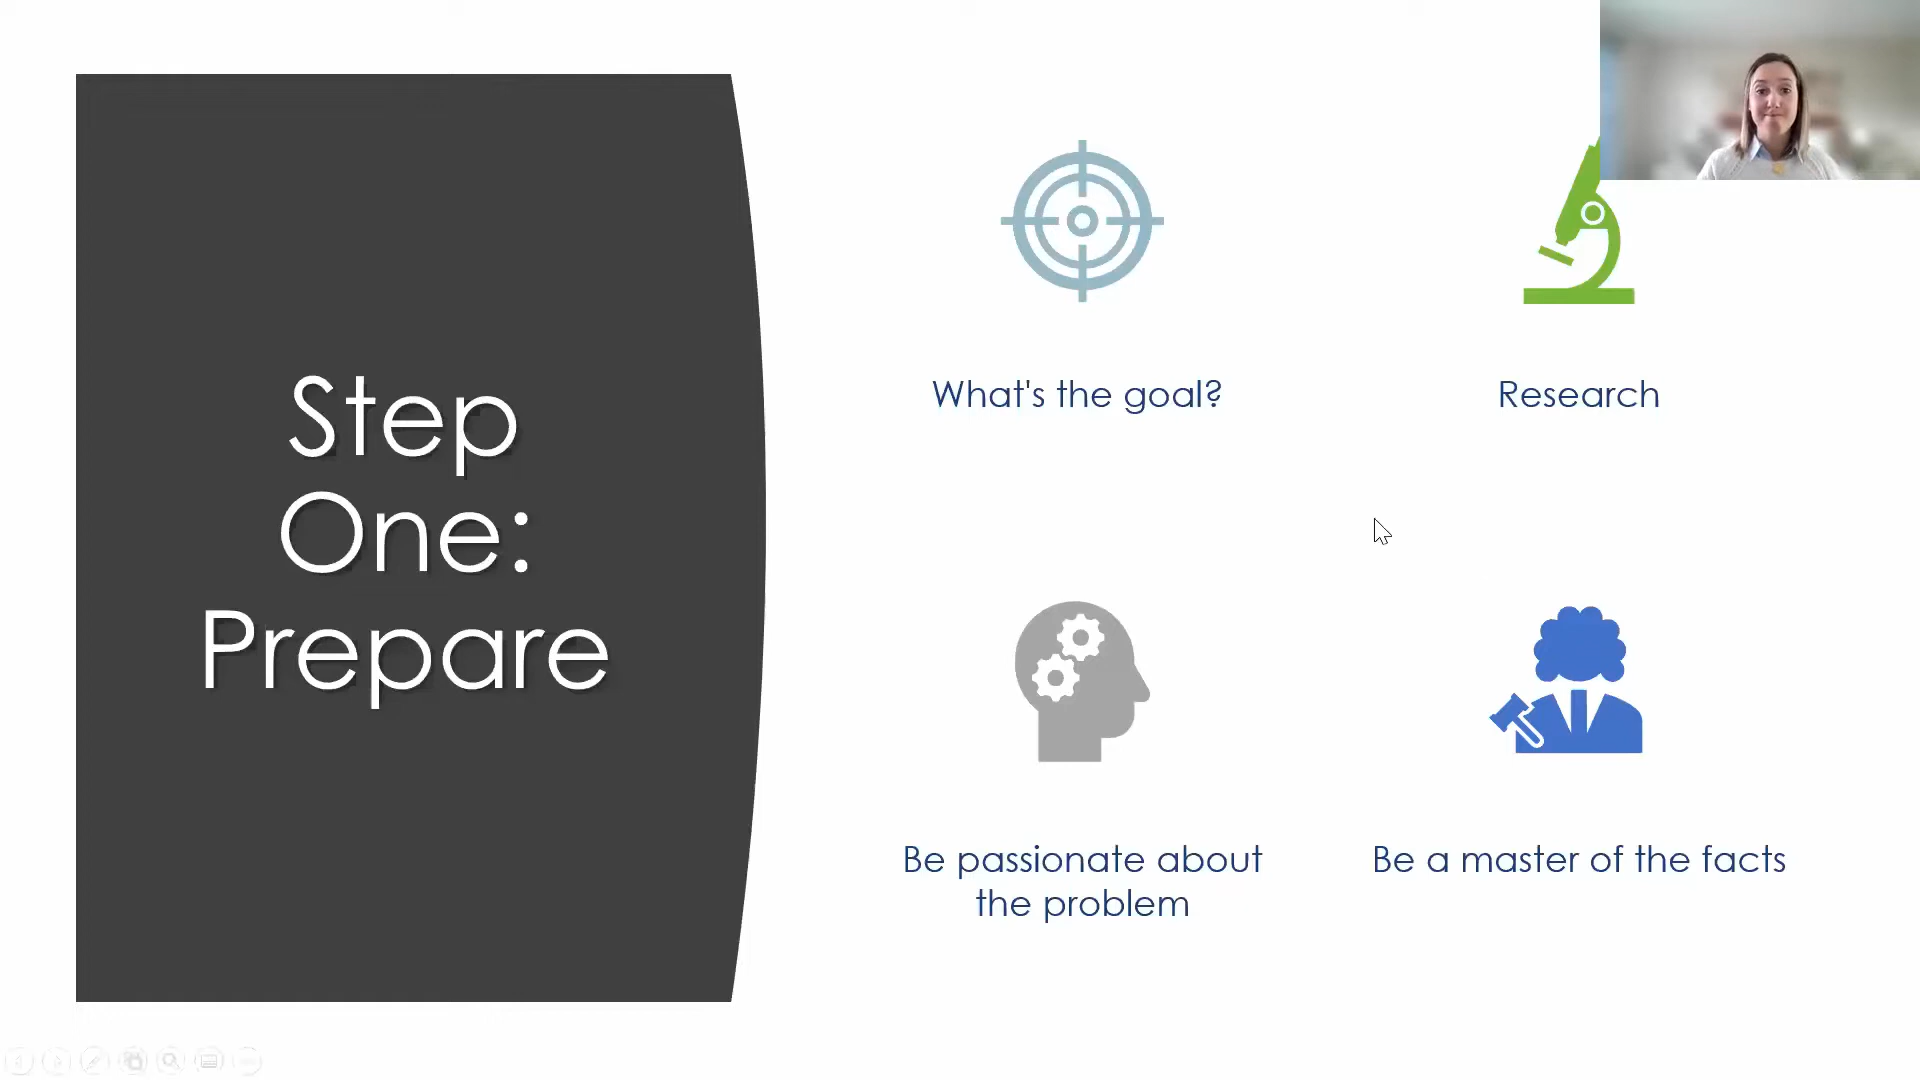 Step
One:
Prepare
What's the goal?
Research
Be passionate about
the problem
Be a master of the facts